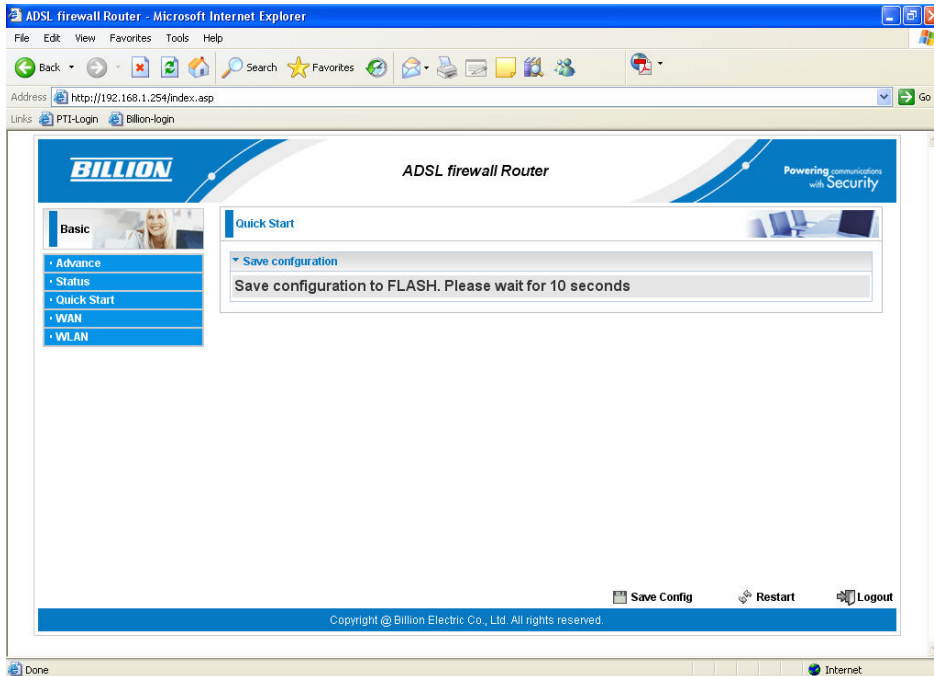 ADSL firewall Router - Microsoft Internet Explorer
File Edit View Favorites Tools Help
Back Search Favorites
Address http://192.168.1.254/index.asp Go
Links PTI-Login Billion-login
BILLION
ADSL firewall Router
Powering communications
with Security
Basic
Quick Start
· Advance
· Status
· Quick Start
· WAN
· WLAN
Save confguration
Save configuration to FLASH. Please wait for 10 seconds
Save Config Restart Logout
Copyright @ Billion Electric Co., Ltd. All rights reserved.
Done Internet